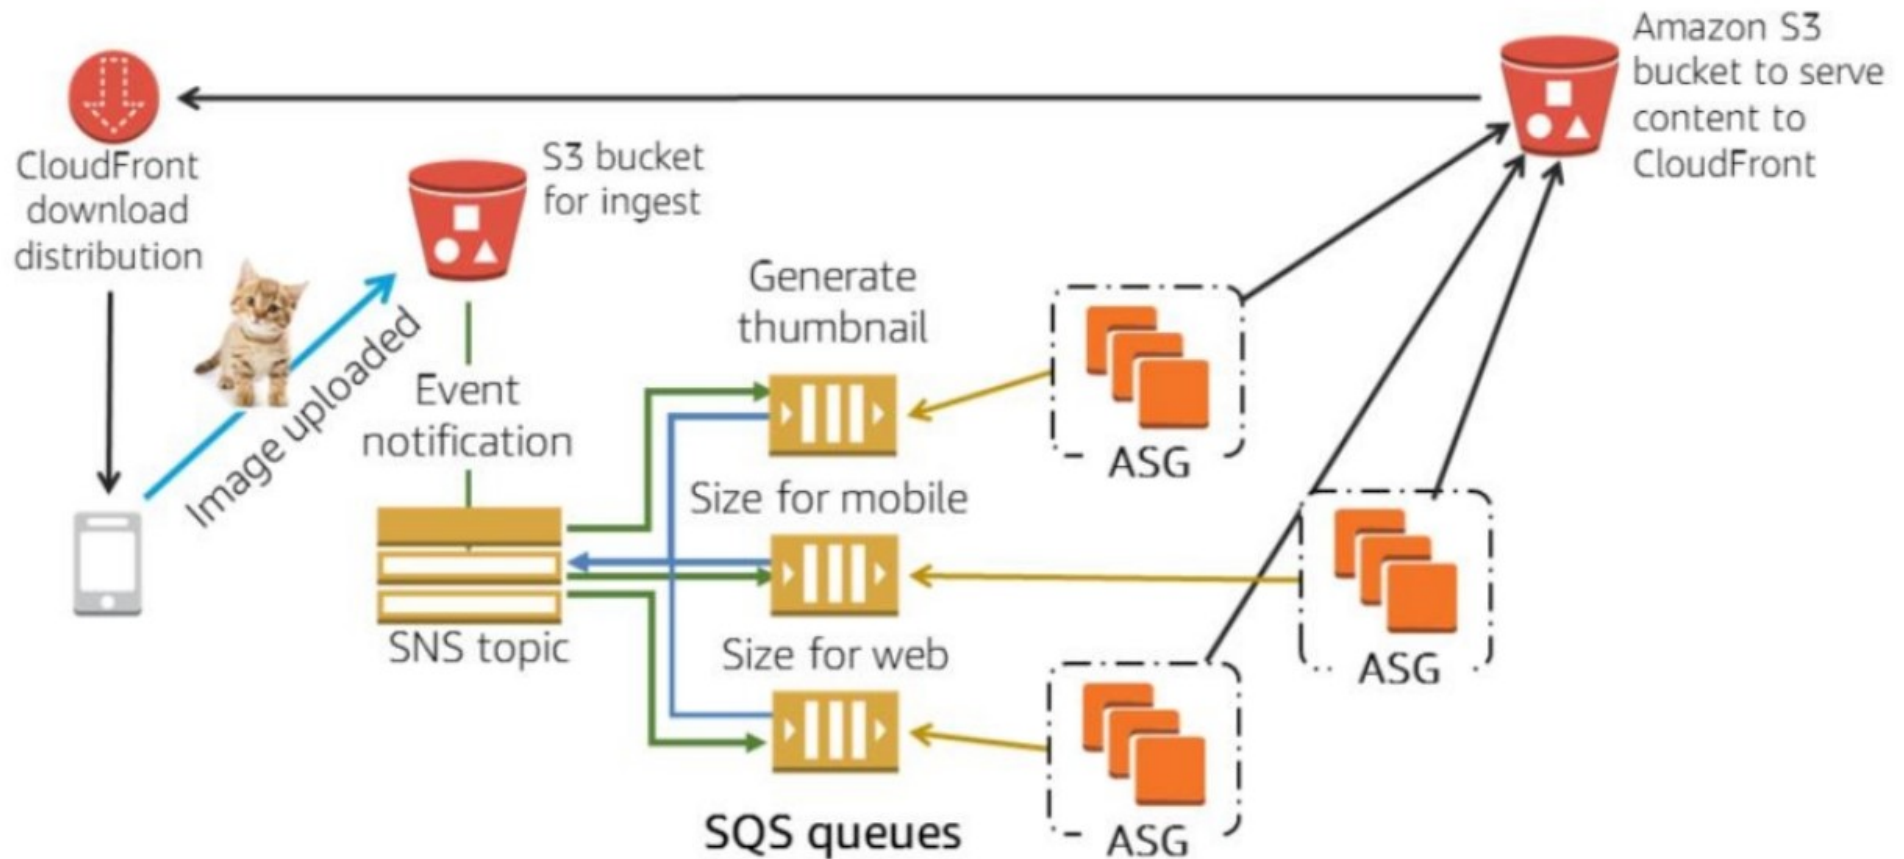 Amazon S3
bucket to serve
content to
CloudFront
CloudFront
download
distribution
S3 bucket
for ingest
Image uploaded
Event
notification
SNS topic
Generate
thumbnail
ASG
Size for mobile
ASG
Size for web
ASG
SQS queues